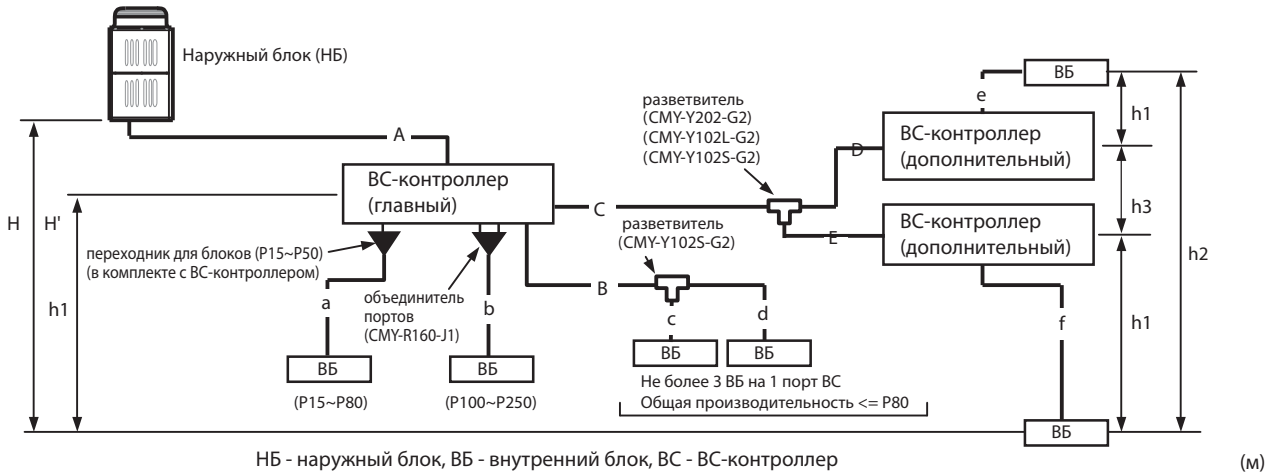 Наружный блок (НБ)
A
ВС-контроллер
(главный)
C
разветвитель
(CMY-Y202-G2)
(CMY-Y102L-G2)
(CMY-Y102S-G2)
D
E
e
ВБ
ВС-контроллер
(дополнительный)
ВС-контроллер
(дополнительный)
h1
h3
h1
h2
H
H'
h1
переходник для блоков (P15~P50)
(в комплекте с ВС-контроллером)
разветвитель
(CMY-Y102S-G2)
B
a
объединитель
портов
(CMY-R160-J1)
b
c
d
f
ВБ
ВБ
ВБ
ВБ
(P15~P80)
(P100~P250)
Не более 3 ВБ на 1 порт ВС
Общая производительность <= P80
ВБ
НБ - наружный блок, ВБ - внутренний блок, ВС - ВС-контроллер
(м)